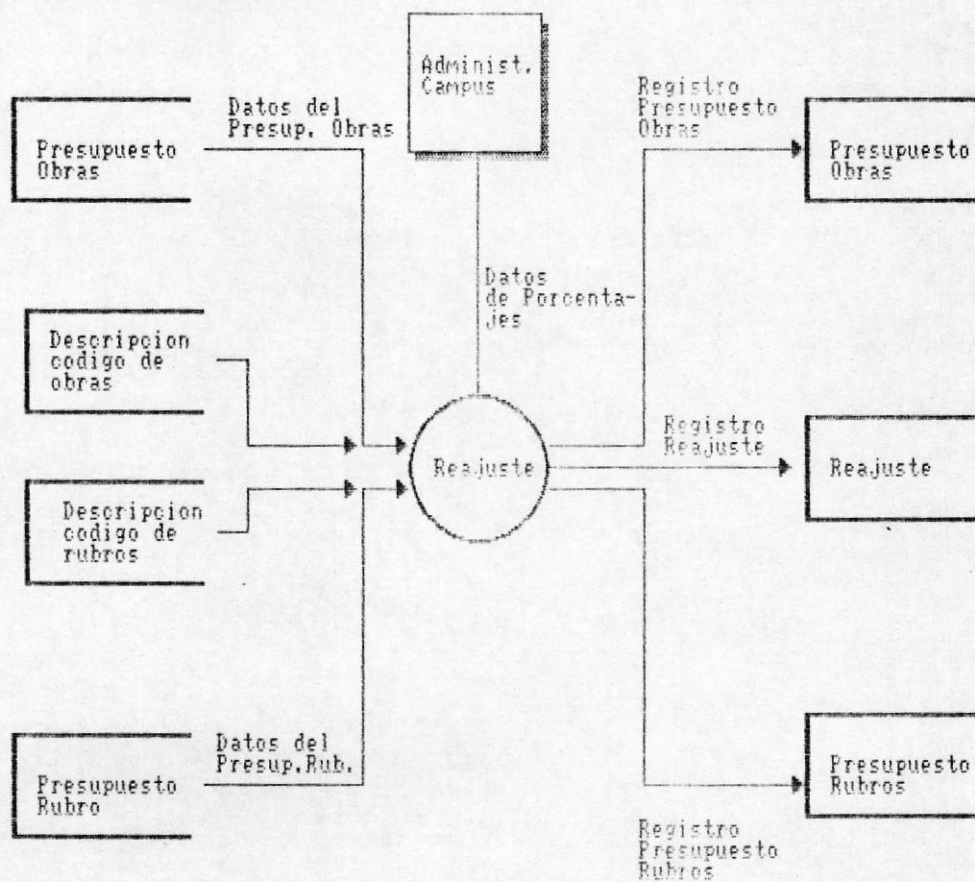 Administ.
Campus
Datos del
Presup. Obras
Registro
Presupuesto
Obras
Presupuesto
Obras
Presupuesto
Obras
Datos
de Porcenta-
jes
Descripcion
codigo de
obras
Registro
Reajuste
Reajuste
Reajuste
Descripcion
codigo de
rubros
Datos del
Presup.Rub.
Presupuesto
Rubro
Presupuesto
Rubros
Registro
Presupuesto
Rubros